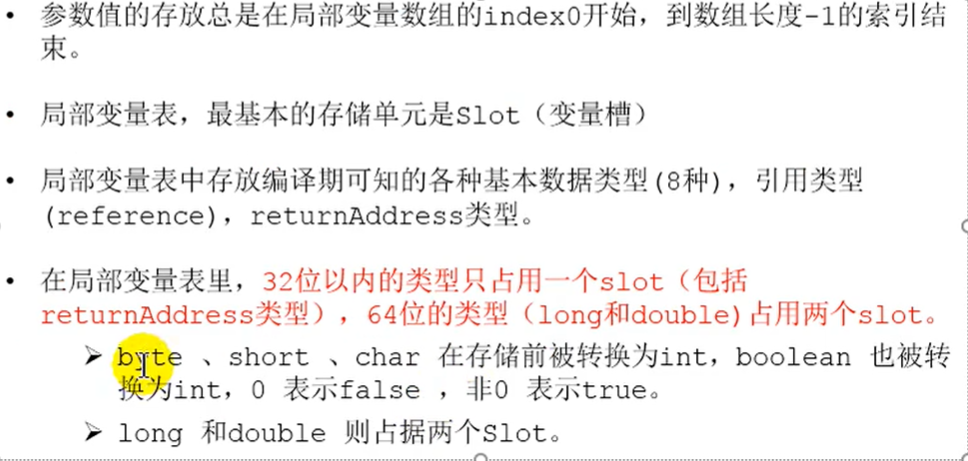 • 参数值的存放总是在局部变量数组的index0开始，到数组长度-1的索引结
束。
• 局部变量表，最基本的存储单元是Slot（变量槽）
• 局部变量表中存放编译期可知的各种基本数据类型(8种)，引用类型
(reference)，returnAddress类型。
• 在局部变量表里，32位以内的类型只占用一个slot（包括
returnAddress类型），64位的类型（long和double)占用两个slot。
➢ byte 、short 、char 在存储前被转换为int，boolean 也被转
换为int，0 表示false ，非0 表示true。
➢ long 和double 则占据两个Slot。